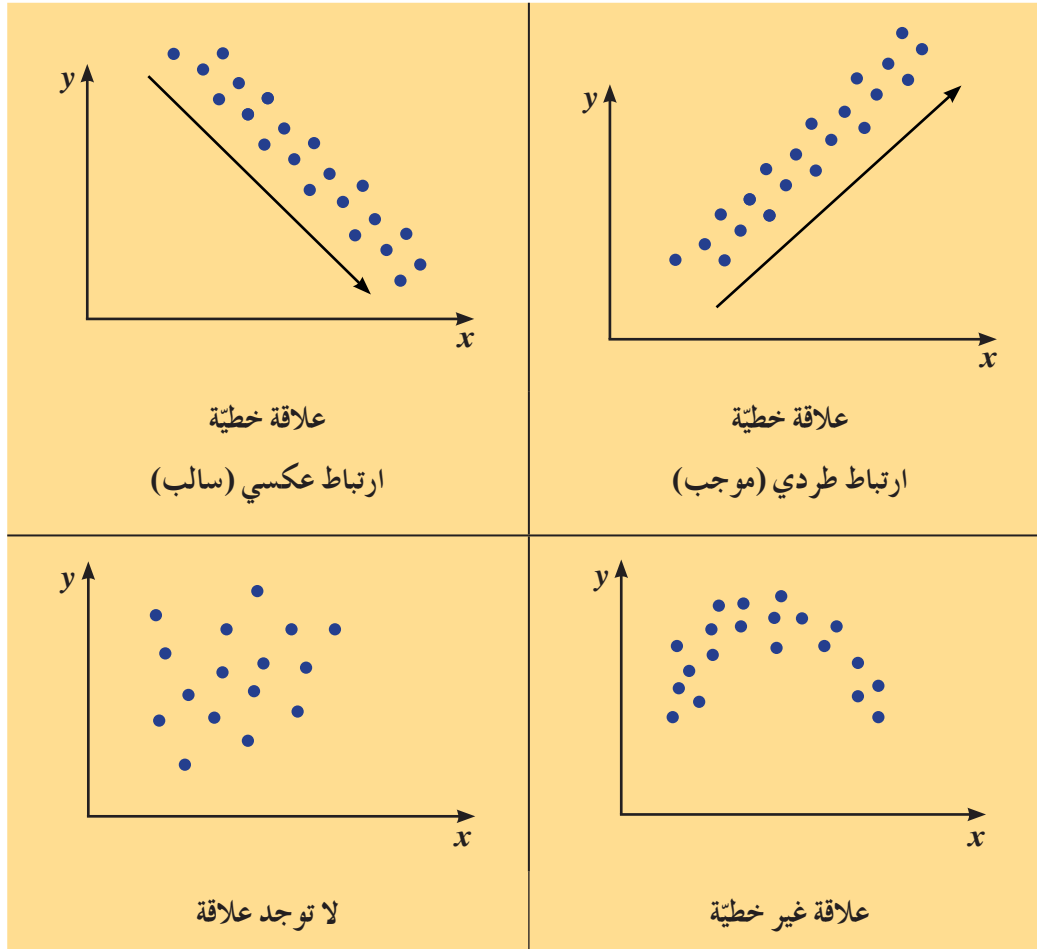 y
x
علاقة خطيّة
ارتباط طردي (موجب)
y
x
علاقة خطيّة
ارتباط عكسي (سالب)
y
x
علاقة غير خطيّة
y
x
لا توجد علاقة